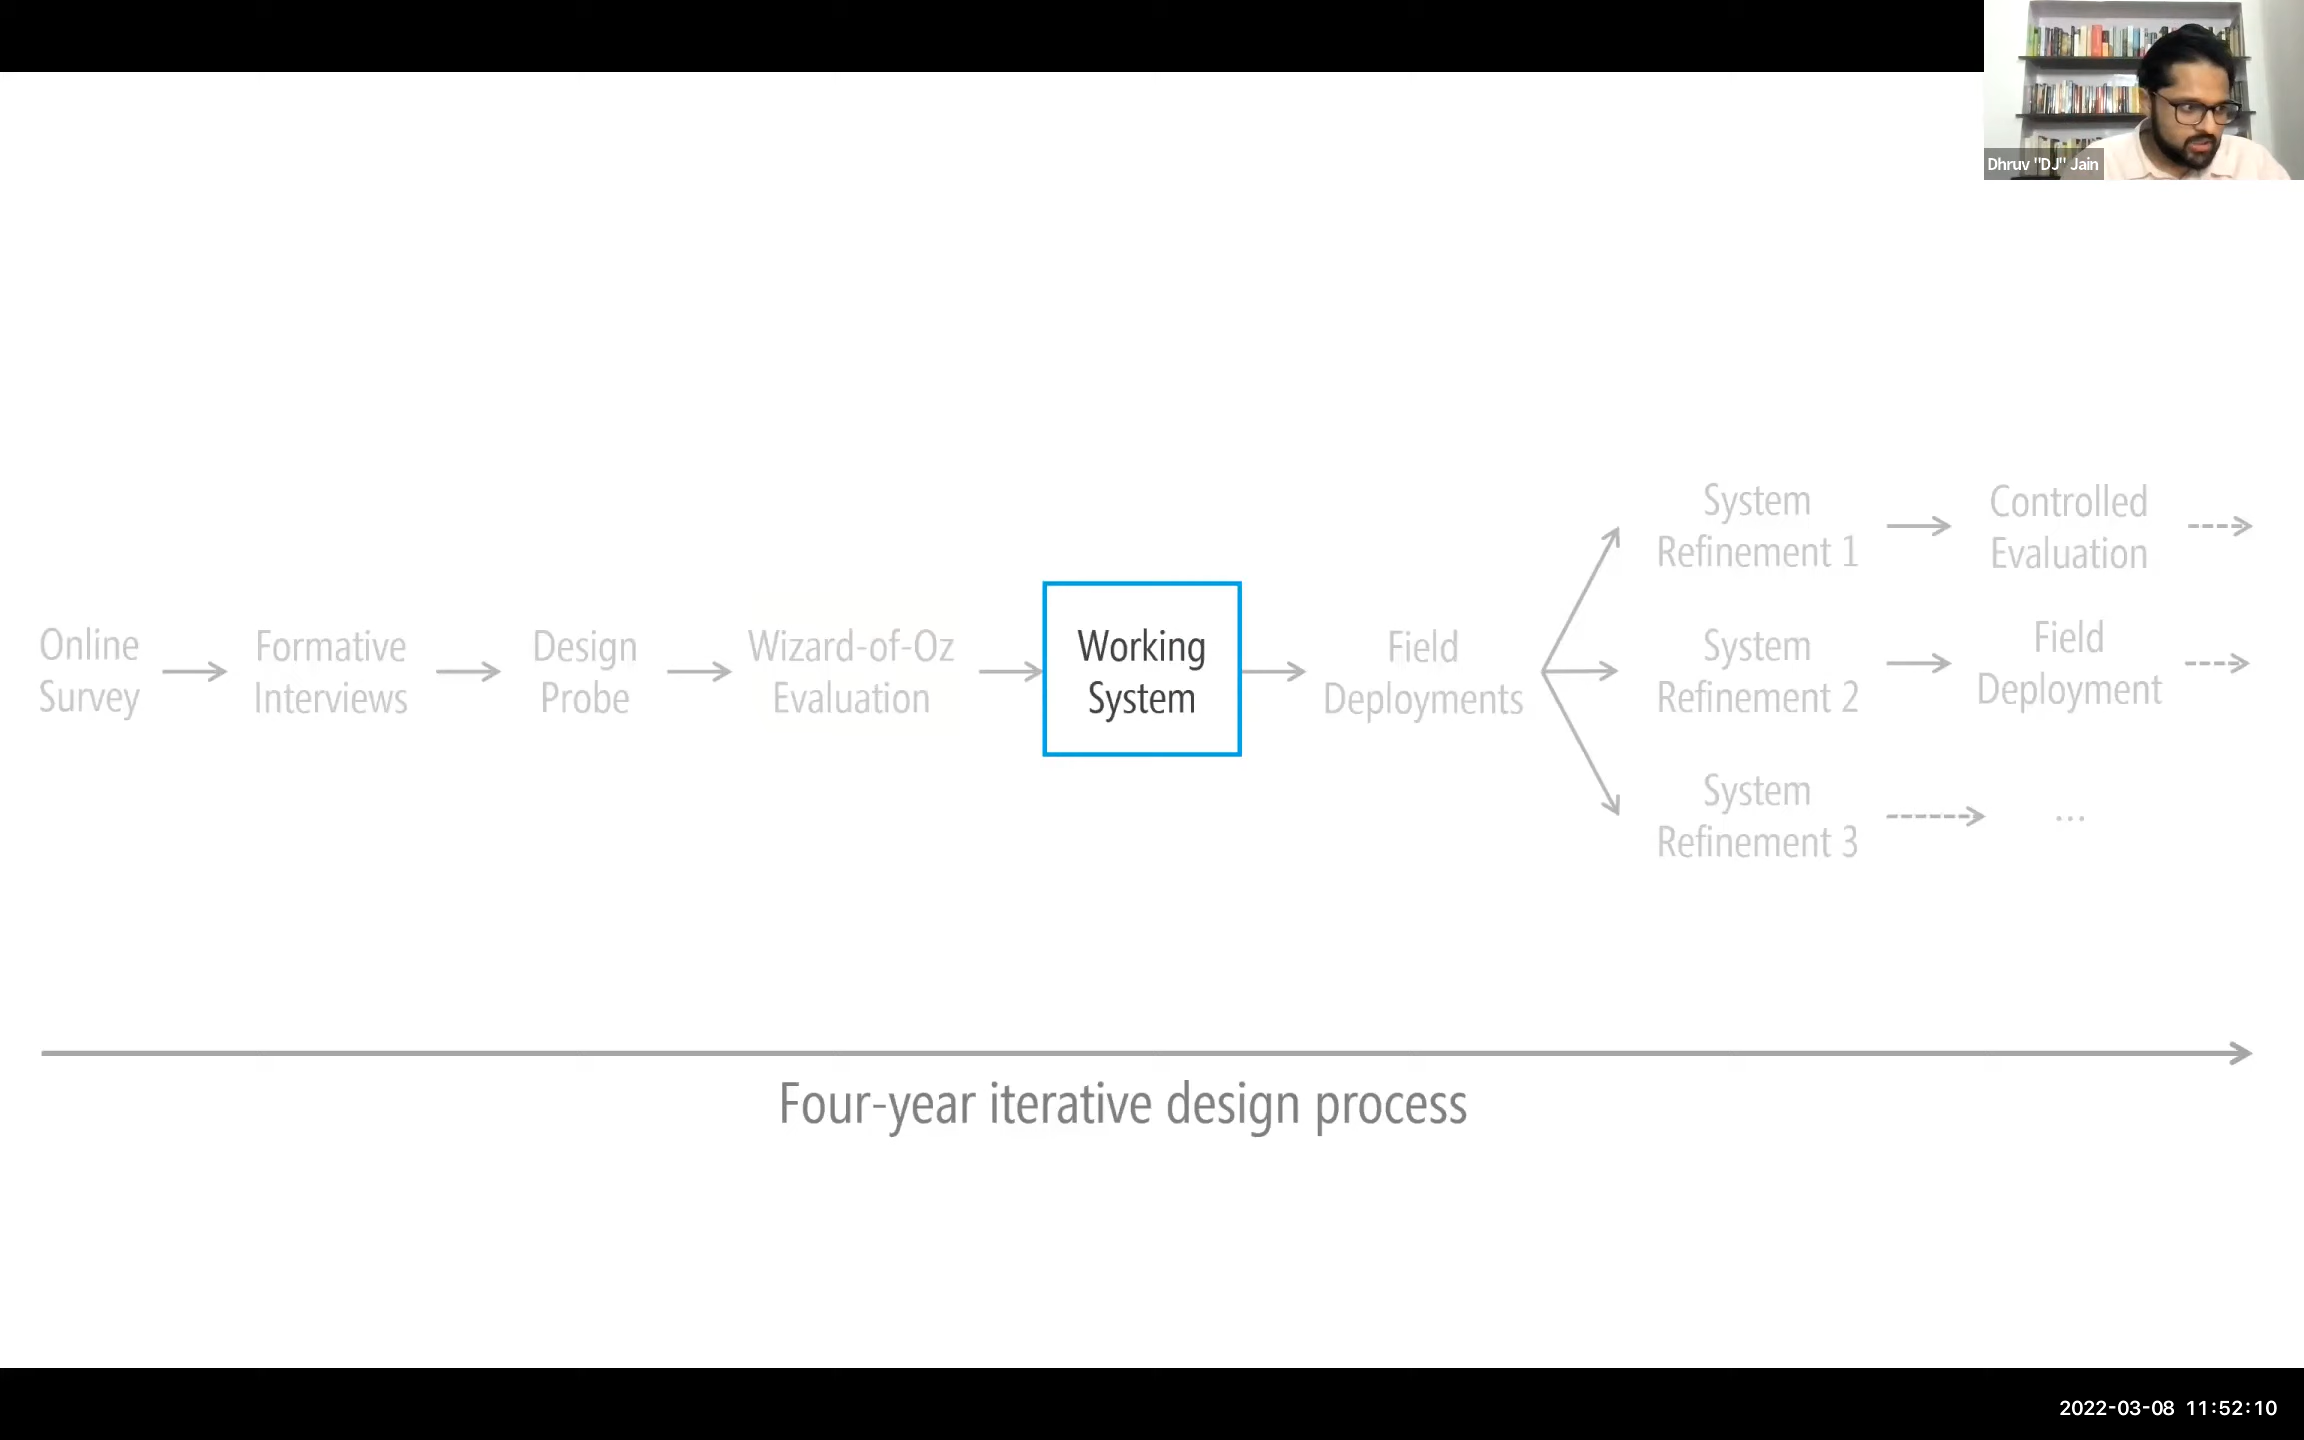 Dhruv "DJ" Jain
Online
Survey
Formative
Interviews
Design
Probe
Wizard-of-Oz
Evaluation
Working
System
Field
Deployments
System
Refinement 1
Controlled
Evaluation
System
Refinement 2
Field
Deployment
System
Refinement 3
...
Four-year iterative design process
2022-03-08 11:52:10